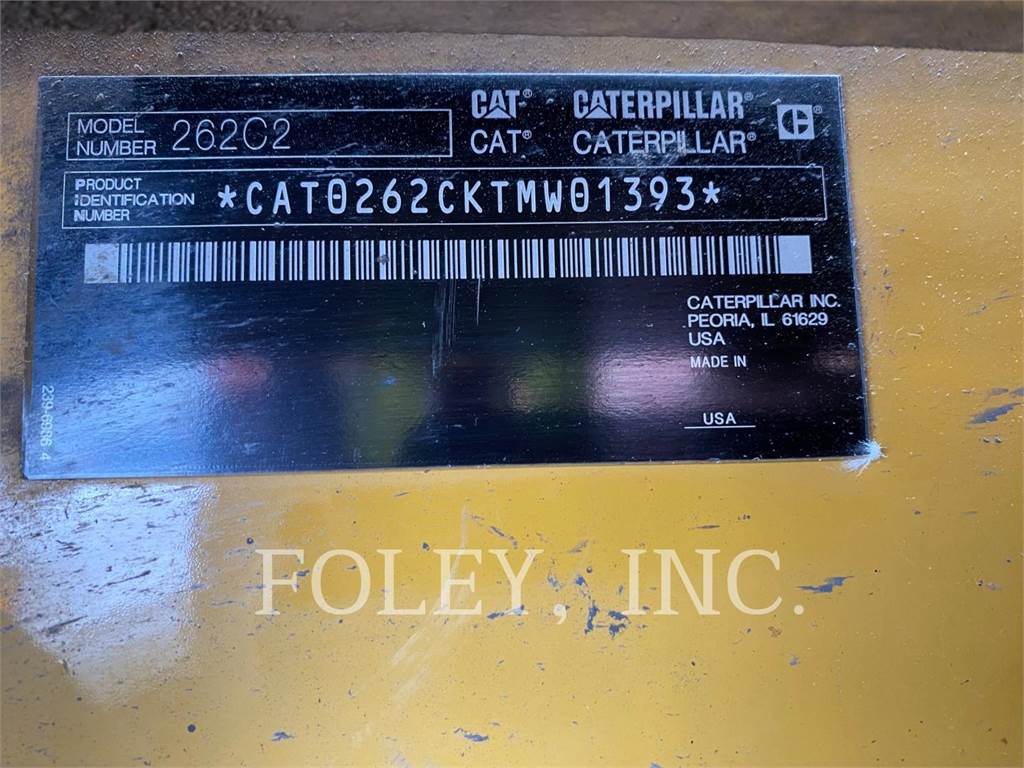 CAT® CATERPILLAR®
MODEL NUMBER 262C2
CAT® CATERPILLAR®
PRODUCT IDENTIFICATION NUMBER *CAT0262CKTMW01393*
CATERPILLAR INC.
PEORIA, IL 61629
USA
MADE IN
USA
FOLEY, INC.